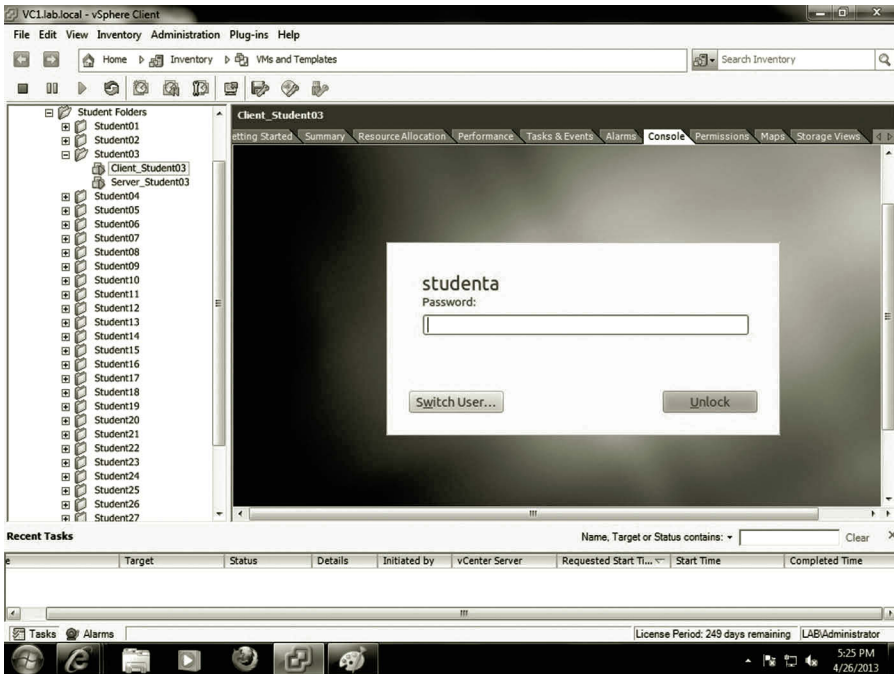 VC1.lab.local - vSphere Client
File Edit View Inventory Administration Plug-ins Help
Home Inventory VMs and Templates Search Inventory
Student Folders
Student01
Student02
Student03
Client_Student03
Server_Student03
Student04
Student05
Student06
Student07
Student08
Student09
Student10
Student11
Student12
Student13
Student14
Student15
Student16
Student17
Student18
Student19
Student20
Student21
Student22
Student23
Student24
Student25
Student26
Student27
Client_Student03
etting Started Summary Resource Allocation Performance Tasks & Events Alarms Console Permissions Maps Storage Views
studenta
Password:
Switch User... Unlock
Recent Tasks Name, Target or Status contains: Clear
e Target Status Details Initiated by vCenter Server Requested Start Ti... Start Time Completed Time
Tasks Alarms License Period: 249 days remaining LAB\Administrator
5:25 PM
4/26/2013